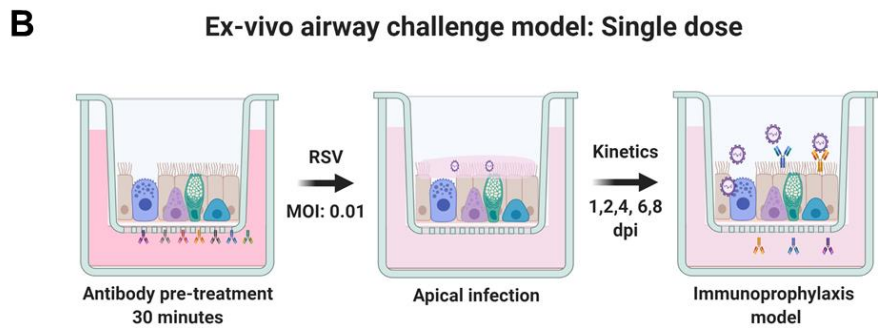 B
Ex-vivo airway challenge model: Single dose
RSV
MOI: 0.01
Kinetics
1,2,4, 6,8
dpi
Antibody pre-treatment
30 minutes
Apical infection
Immunoprophylaxis
model